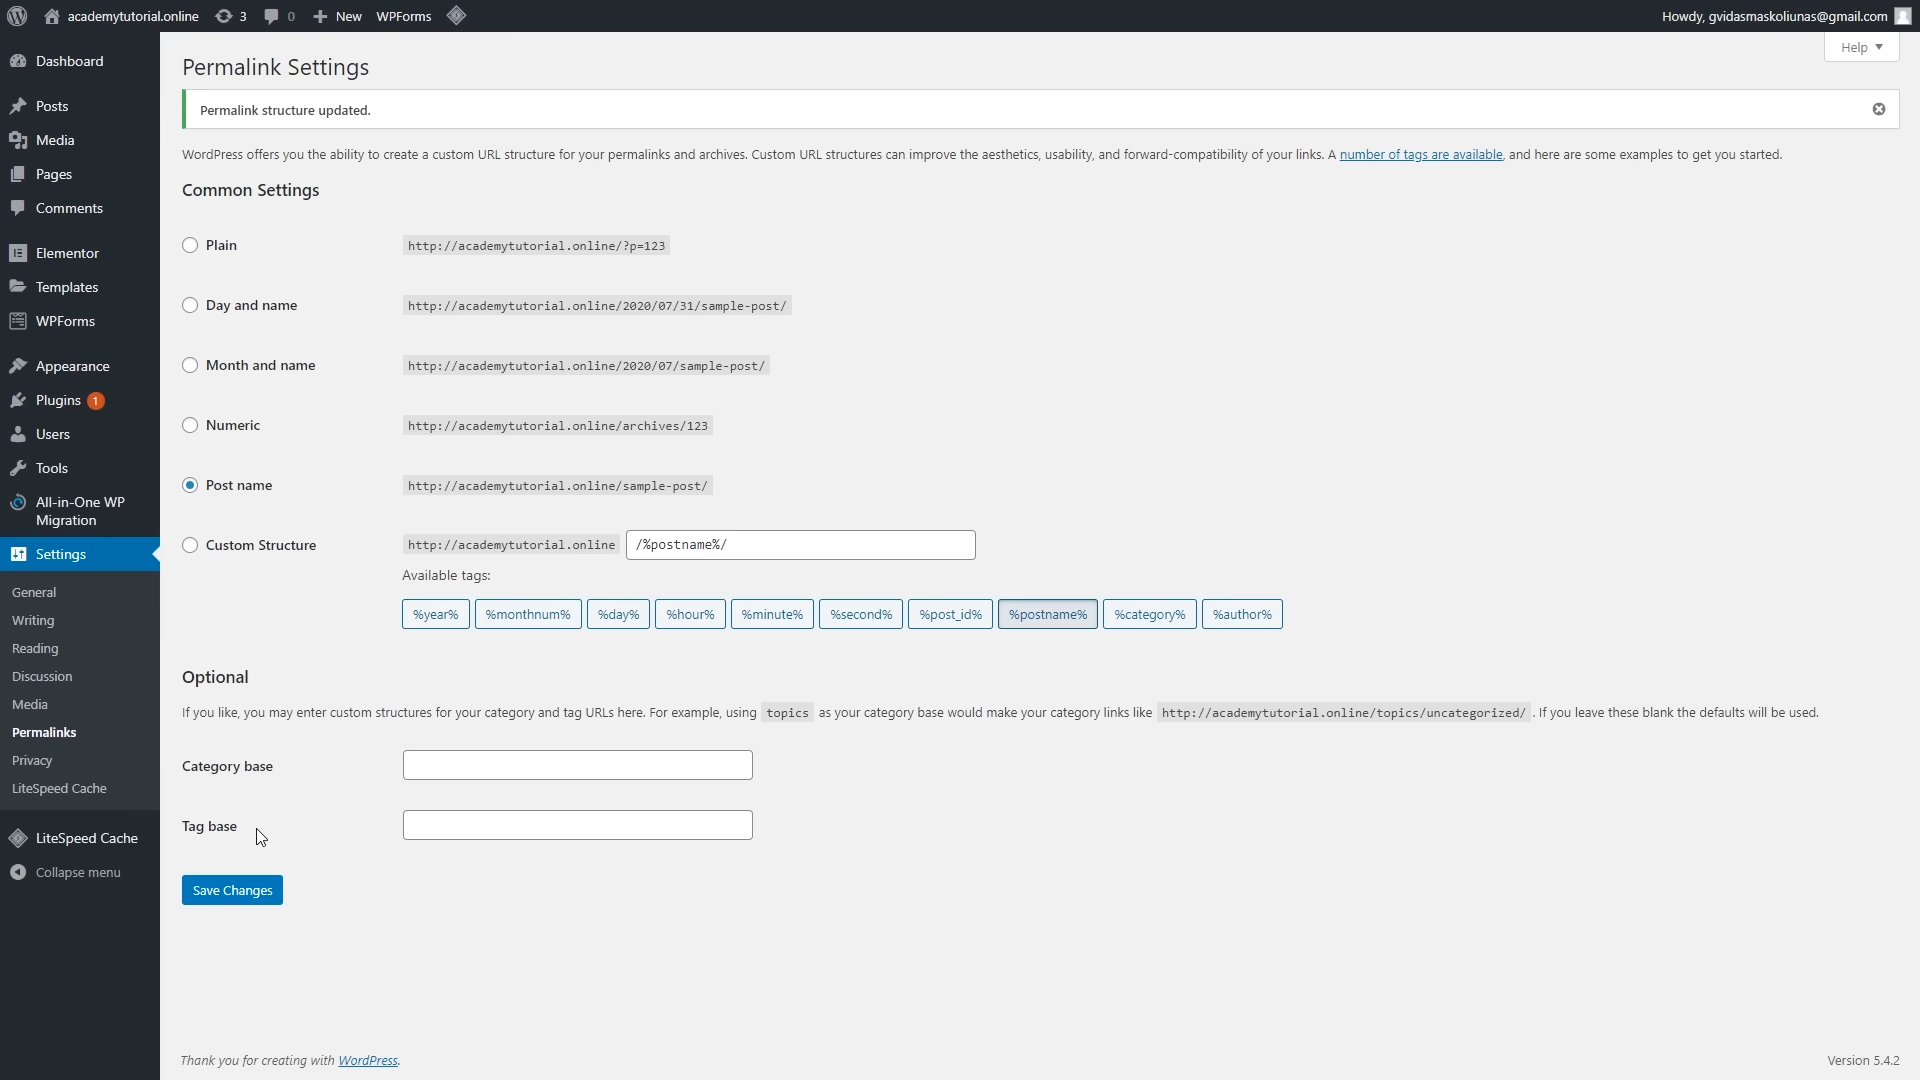 academytutorial.online 3 0 New WPForms Howdy, gvidasmaskoliunas@gmail.com
Help
Dashboard
Posts
Media
Pages
Comments
Elementor
Templates
WPForms
Appearance
Plugins 1
Users
Tools
All-in-One WP
Migration
Settings
General
Writing
Reading
Discussion
Media
Permalinks
Privacy
LiteSpeed Cache
LiteSpeed Cache
Collapse menu
Permalink Settings
Permalink structure updated.
WordPress offers you the ability to create a custom URL structure for your permalinks and archives. Custom URL structures can improve the aesthetics, usability, and forward-compatibility of your links. A number of tags are available, and here are some examples to get you started.
Common Settings
Plain http://academytutorial.online/?p=123
Day and name http://academytutorial.online/2020/07/31/sample-post/
Month and name http://academytutorial.online/2020/07/sample-post/
Numeric http://academytutorial.online/archives/123
Post name http://academytutorial.online/sample-post/
Custom Structure http://academytutorial.online /%postname%/
Available tags:
%year% %monthnum% %day% %hour% %minute% %second% %post_id% %postname% %category% %author%
Optional
If you like, you may enter custom structures for your category and tag URLs here. For example, using topics as your category base would make your category links like http://academytutorial.online/topics/uncategorized/ . If you leave these blank the defaults will be used.
Category base
Tag base
Save Changes
Thank you for creating with WordPress. Version 5.4.2